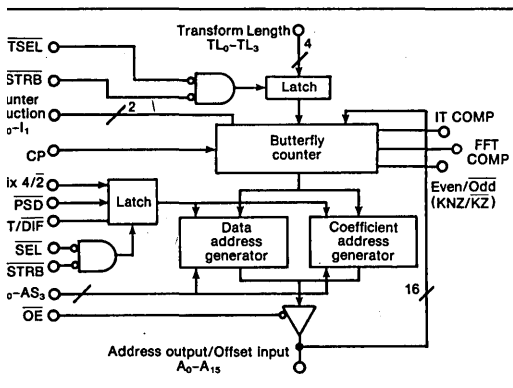 Transform Length
TL₀–TL₃
4
TSEL
STRB
Latch
unter
uction
₀–I₁
2
Butterfly
counter
CP
IT COMP
FFT
COMP
Even/Odd
(KNZ/KZ)
ix 4/2
PSD
T/DIF
Latch
SEL
STRB
Data
address
generator
Coefficient
address
generator
₀–AS₃
16
OE
Address output/Offset Input
A₀–A₁₅